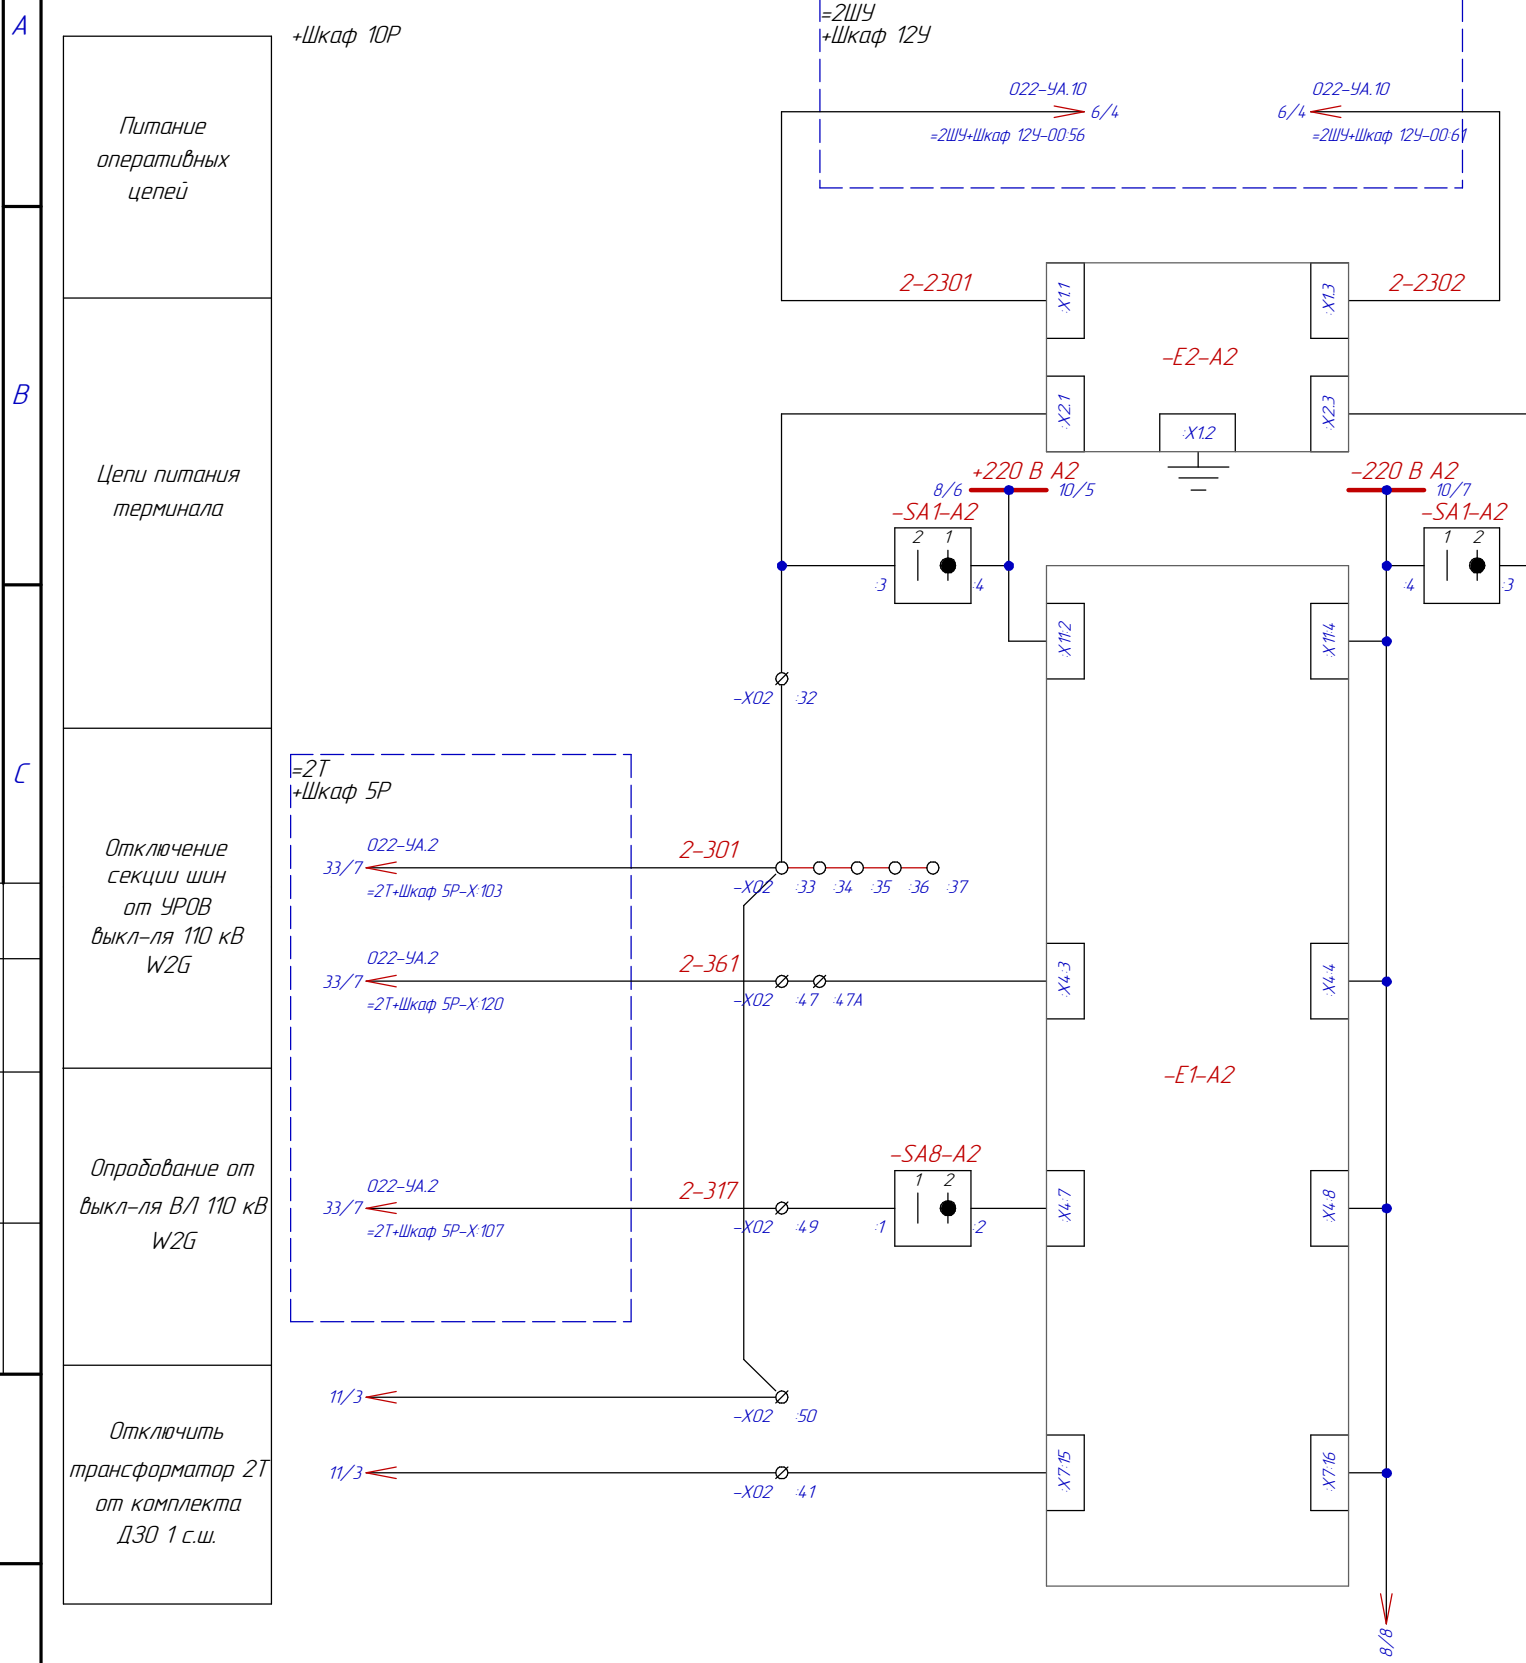 A
+Шкаф 10Р
=2ШУ
+Шкаф 12У
022-УА.10
6/4
=2ШУ+Шкаф 12У-00:56
022-УА.10
6/4
=2ШУ+Шкаф 12У-00:61
Питание
оперативных
цепей
2-2301
:X1.1
:X1.3
2-2302
-E2-A2
B
:X2.1
:X2.3
:X1.2
Цепи питания
терминала
+220 В А2
8/6
10/5
-220 В А2
10/7
-SA1-A2
2 1
:3
:4
-SA1-A2
1 2
:4
:3
:X11:2
:X11:4
-X02 :32
C
=2Т
+Шкаф 5Р
Отключение
секции шин
от УРОВ
выкл-ля 110 кВ
W2G
022-УА.2
33/7
=2Т+Шкаф 5Р-X:103
2-301
-X02 :33 :34 :35 :36 :37
022-УА.2
33/7
=2Т+Шкаф 5Р-X:120
2-361
-X02 :47 :47A
:X4:3
:X4:4
-E1-A2
Опробование от
выкл-ля ВЛ 110 кВ
W2G
022-УА.2
33/7
=2Т+Шкаф 5Р-X:107
2-317
-X02 :49
-SA8-A2
1 2
:1
:2
:X4:7
:X4:8
Отключить
трансформатор 2Т
от комплекта
ДЗО 1 с.ш.
11/3
-X02 :50
11/3
-X02 :41
:X7:15
:X7:16
8/8